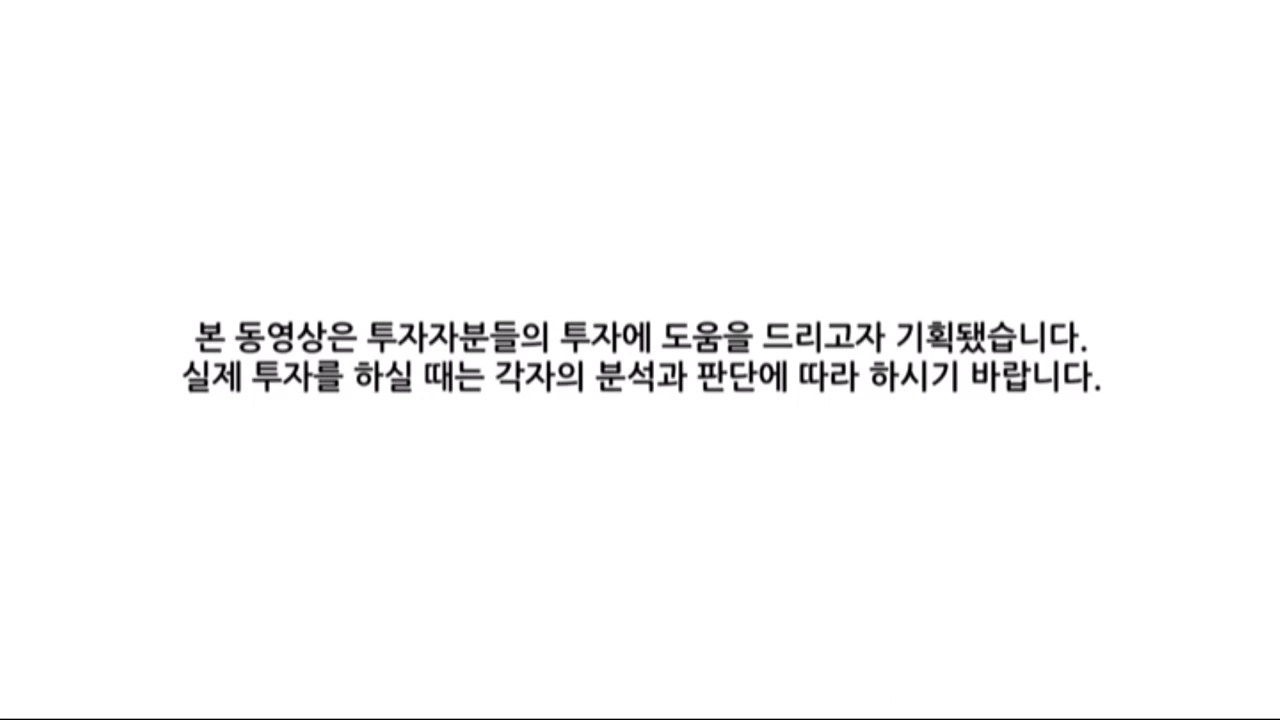 본 동영상은 투자자분들의 투자에 도움을 드리고자 기획됐습니다.
실제 투자를 하실 때는 각자의 분석과 판단에 따라 하시기 바랍니다.